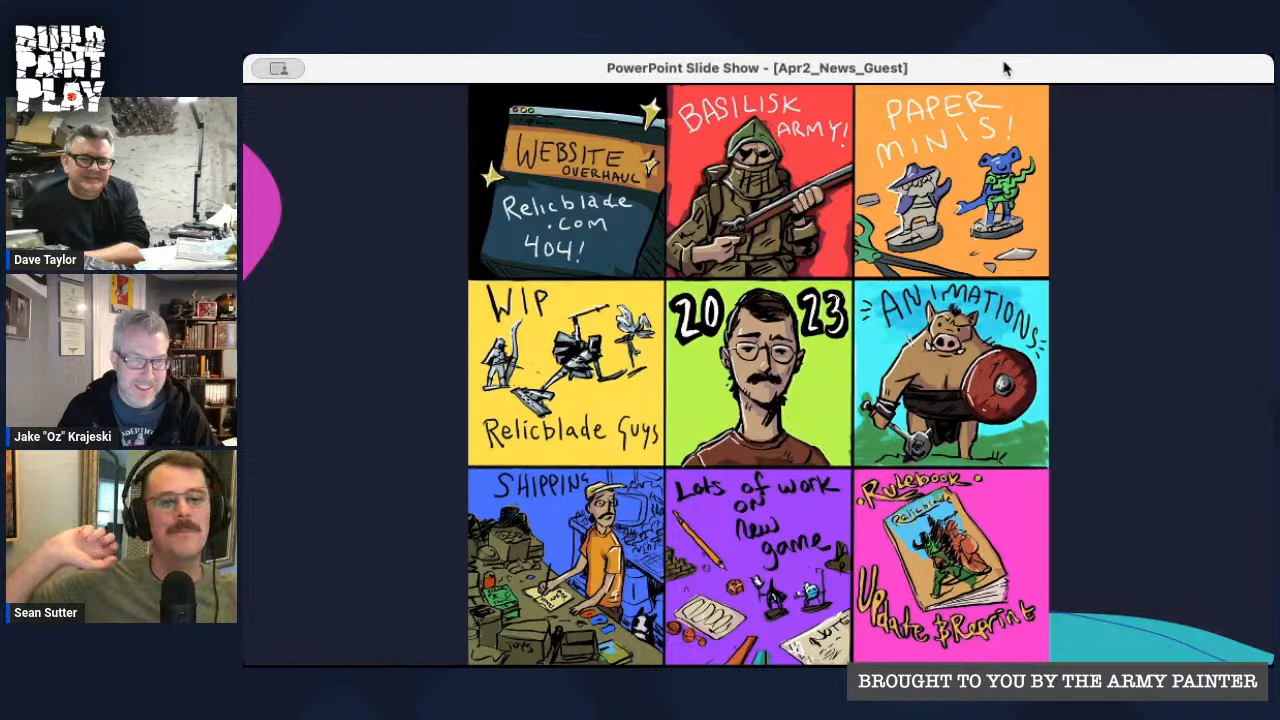 BUILD
PAINT
PLAY
PowerPoint Slide Show - [Apr2_News_Guest]
WEBSITE
OVERHAUL
Relicblade
.com
404!
BASILISK
ARMY!
PAPER
MINIS!
WIP
Relicblade Guys
20 23
ANIMATIONS
SHIPPING
TOYS
Lots of work
on
new
game
NOTE
Rulebook
Relicblade
Update & Reprint
Dave Taylor
Jake "Oz" Krajeski
Sean Sutter
BROUGHT TO YOU BY THE ARMY PAINTER